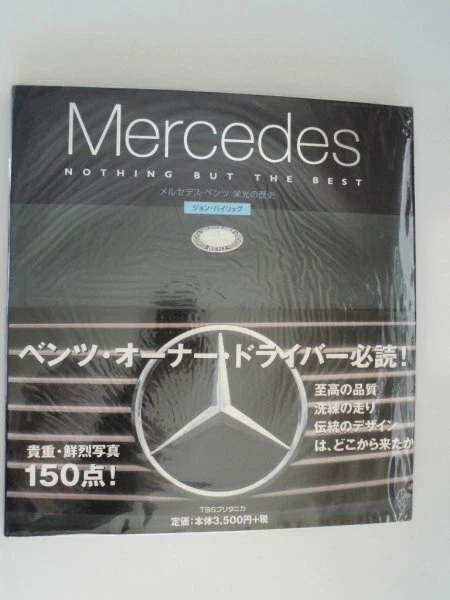 Mercedes
NOTHING BUT THE BEST
メルセデス・ベンツ 栄光の歴史
ジョン・ハイリッグ
ベンツ・オーナー・ドライバー必読!
至高の品質
洗練の走り
伝統のデザイン
は、どこから来たか
貴重・鮮烈写真
150点!
TBSブリタニカ
定価:本体3,500円+税